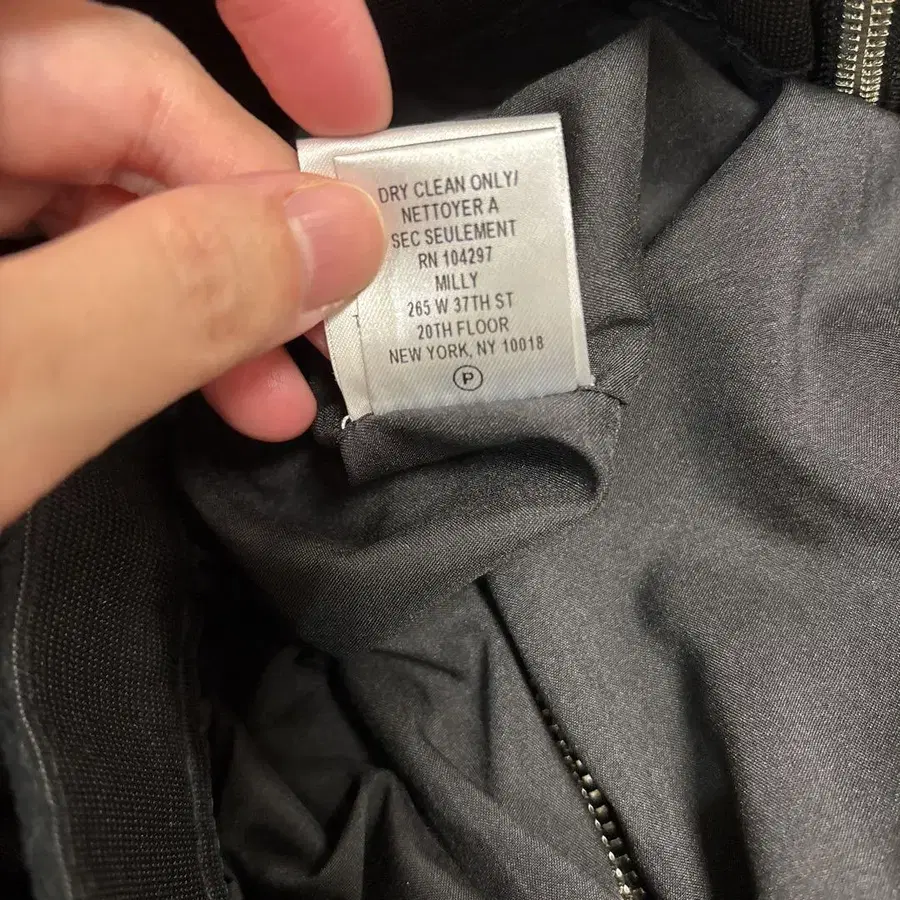 DRY CLEAN ONLY/
NETTOYER A
SEC SEULEMENT
RN 104297
MILLY
265 W 37TH ST
20TH FLOOR
NEW YORK, NY 10018
P